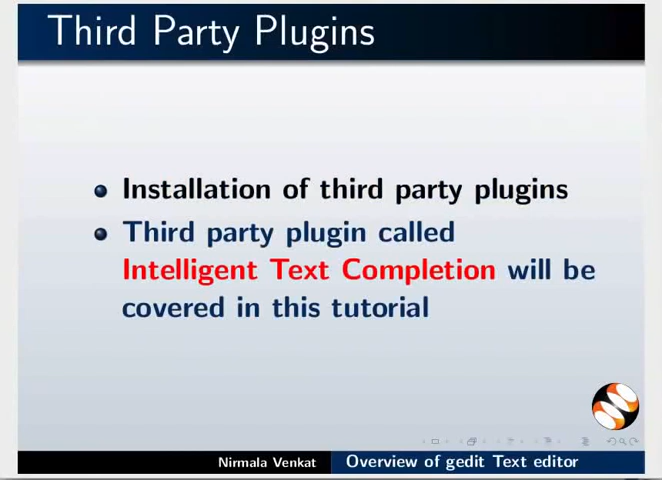 Third Party Plugins
Installation of third party plugins
Third party plugin called
Intelligent Text Completion will be
covered in this tutorial
Nirmala Venkat
Overview of gedit Text editor